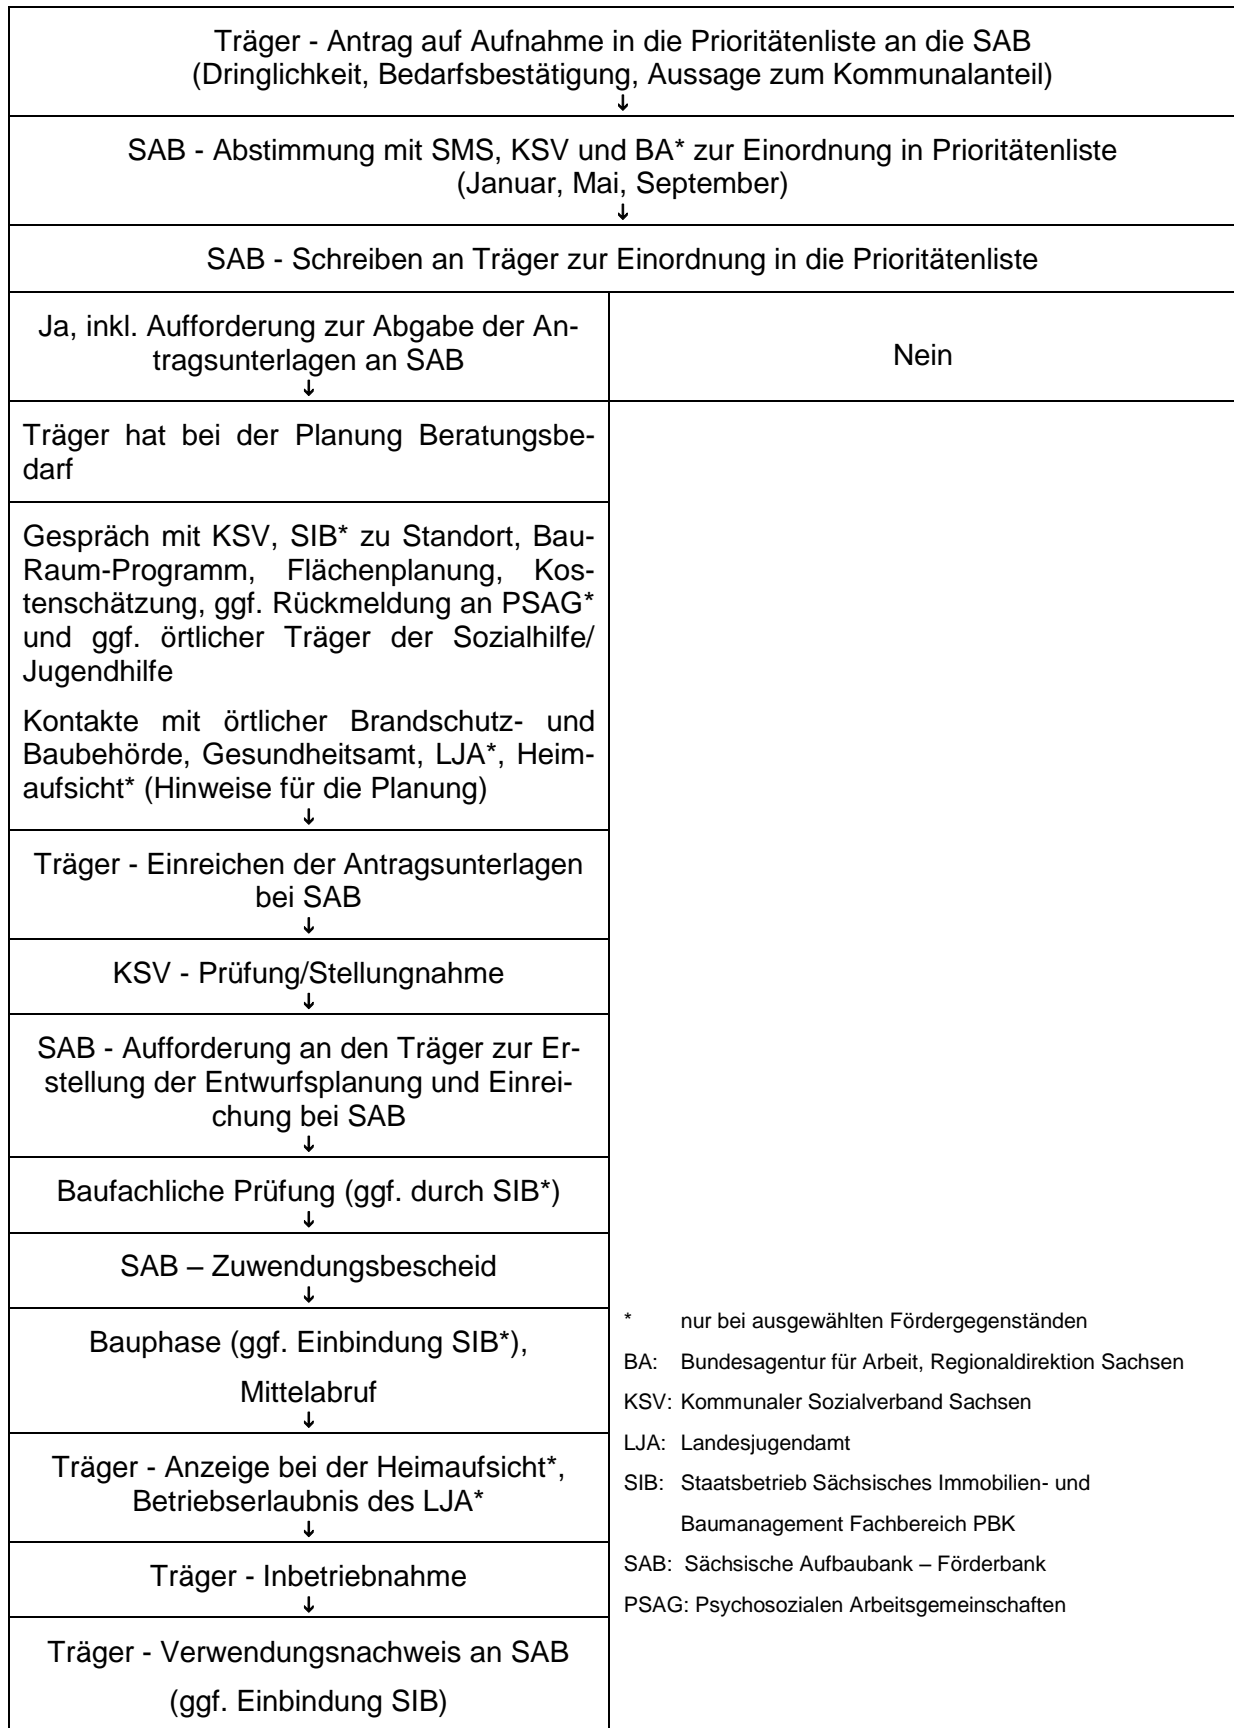 Träger - Antrag auf Aufnahme in die Prioritätenliste an die SAB
(Dringlichkeit, Bedarfsbestätigung, Aussage zum Kommunalanteil)
↓
SAB - Abstimmung mit SMS, KSV und BA* zur Einordnung in Prioritätenliste
(Januar, Mai, September)
↓
SAB - Schreiben an Träger zur Einordnung in die Prioritätenliste
Ja, inkl. Aufforderung zur Abgabe der An-
tragsunterlagen an SAB
↓
Nein
Träger hat bei der Planung Beratungsbe-
darf
Gespräch mit KSV, SIB* zu Standort, Bau-
Raum-Programm, Flächenplanung, Kos-
tenschätzung, ggf. Rückmeldung an PSAG*
und ggf. örtlicher Träger der Sozialhilfe/
Jugendhilfe
Kontakte mit örtlicher Brandschutz- und
Baubehörde, Gesundheitsamt, LJA*, Heim-
aufsicht* (Hinweise für die Planung)
↓
Träger - Einreichen der Antragsunterlagen
bei SAB
↓
KSV - Prüfung/Stellungnahme
↓
SAB - Aufforderung an den Träger zur Er-
stellung der Entwurfsplanung und Einrei-
chung bei SAB
↓
Baufachliche Prüfung (ggf. durch SIB*)
↓
SAB – Zuwendungsbescheid
↓
Bauphase (ggf. Einbindung SIB*),
Mittelabruf
↓
Träger - Anzeige bei der Heimaufsicht*,
Betriebserlaubnis des LJA*
↓
Träger - Inbetriebnahme
↓
Träger - Verwendungsnachweis an SAB
(ggf. Einbindung SIB)
* nur bei ausgewählten Fördergegenständen
BA: Bundesagentur für Arbeit, Regionaldirektion Sachsen
KSV: Kommunaler Sozialverband Sachsen
LJA: Landesjugendamt
SIB: Staatsbetrieb Sächsisches Immobilien- und
Baumanagement Fachbereich PBK
SAB: Sächsische Aufbaubank – Förderbank
PSAG: Psychosozialen Arbeitsgemeinschaften